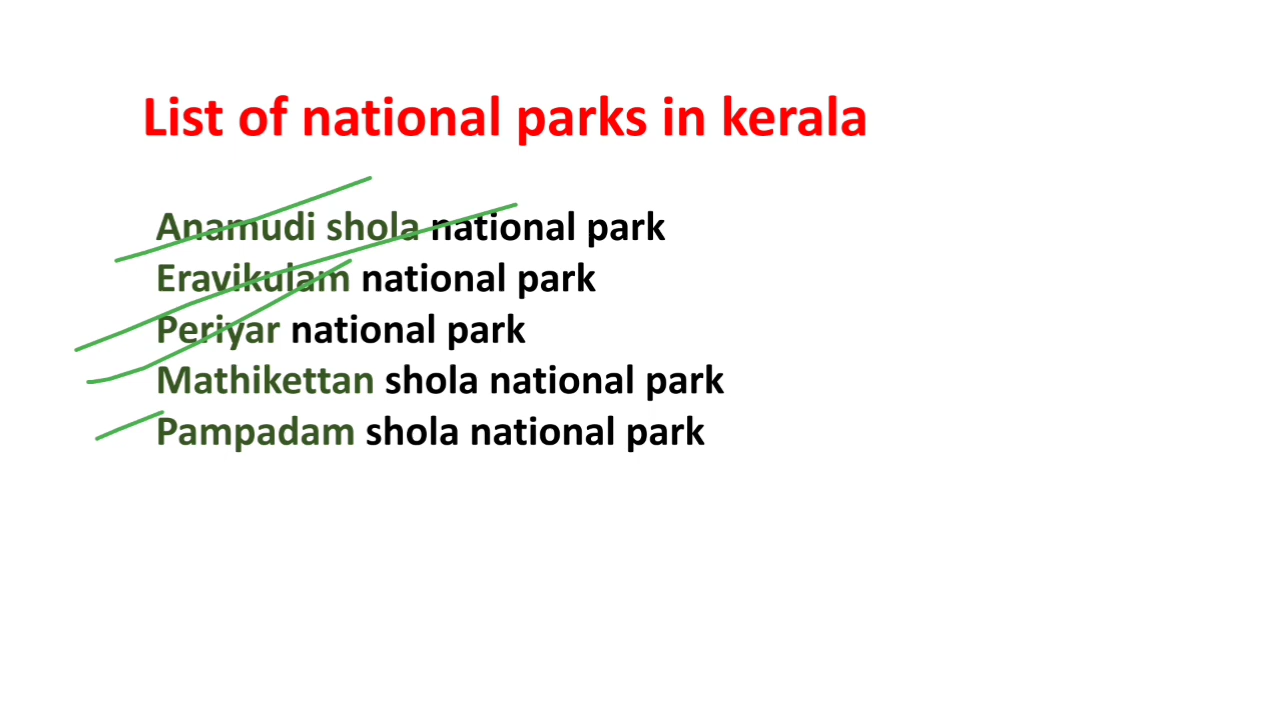 List of national parks in kerala
Anamudi shola national park
Eravikulam national park
Periyar national park
Mathikettan shola national park
Pampadam shola national park